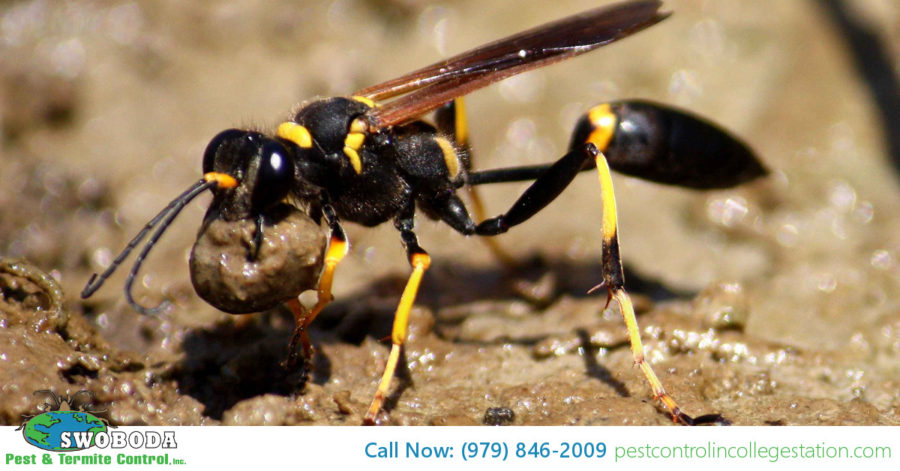 SWOBODA
Pest & Termite Control, Inc.
Call Now: (979) 846-2009 pestcontrolincollegestation.com